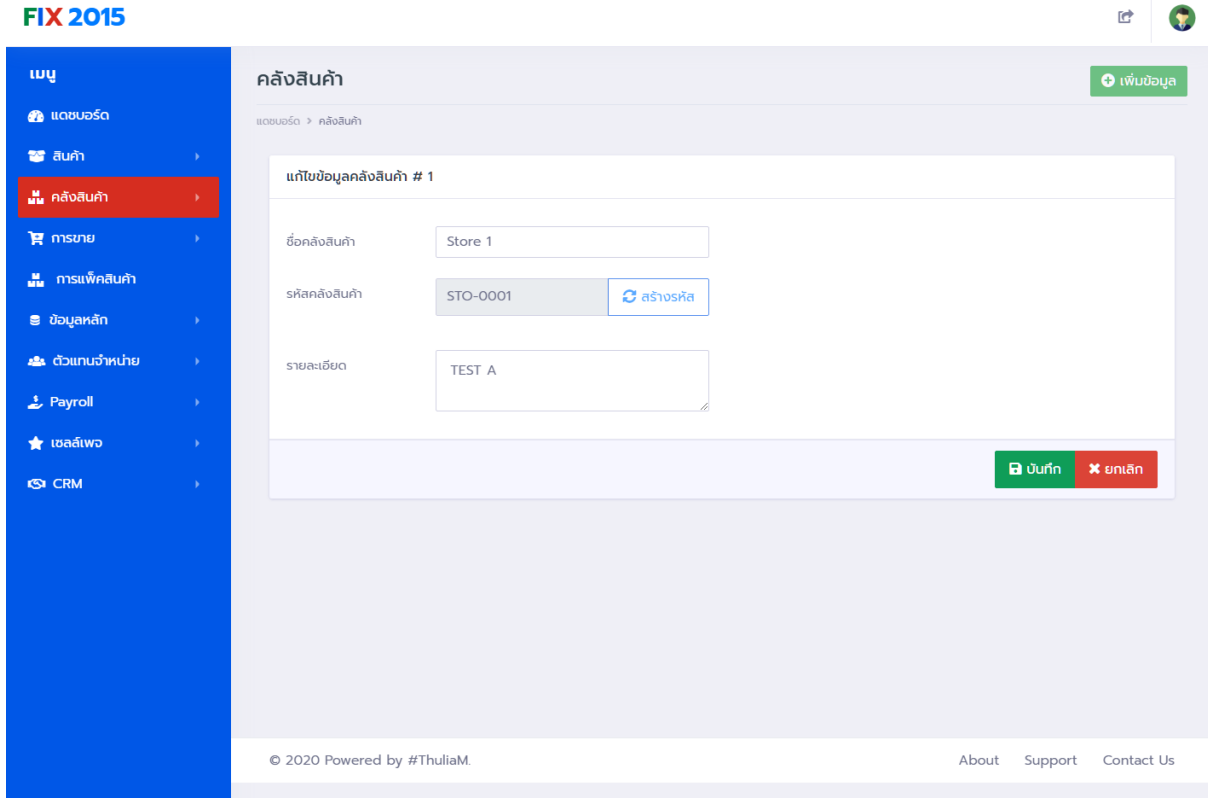 FIX 2015
เมนู
แดชบอร์ด
สินค้า
คลังสินค้า
การขาย
การแพ็คสินค้า
ข้อมูลหลัก
ตัวแทนจำหน่าย
Payroll
เซลล์เพจ
CRM
คลังสินค้า
เพิ่มข้อมูล
แดชบอร์ด > คลังสินค้า
แก้ไขข้อมูลคลังสินค้า # 1
ชื่อคลังสินค้า Store 1
รหัสคลังสินค้า STO-0001 สร้างรหัส
รายละเอียด TEST A
บันทึก ยกเลิก
© 2020 Powered by #ThuliaM. About Support Contact Us